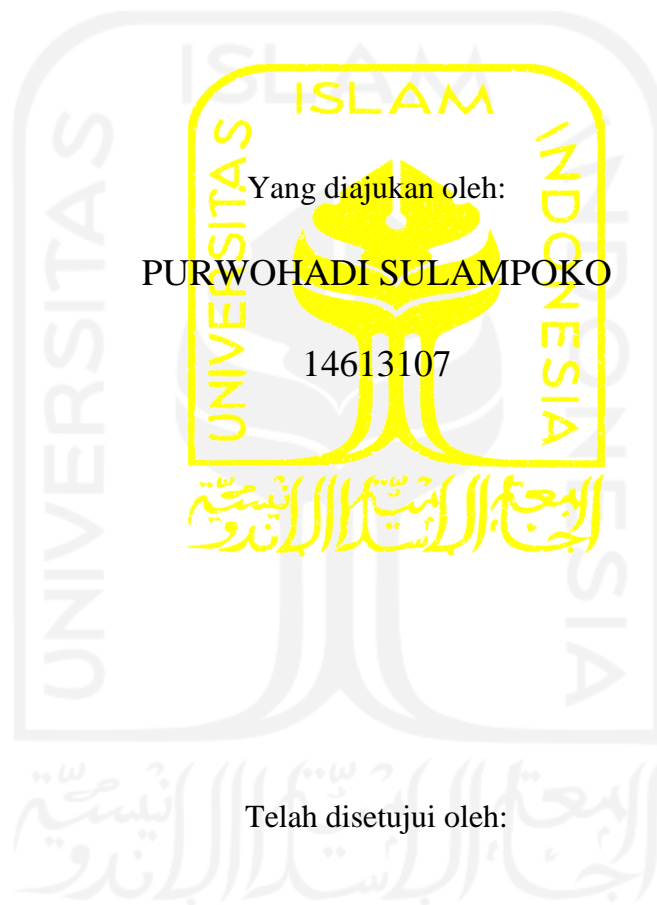 ISLAM
UNIVERSITAS
INDONESIA
Yang diajukan oleh:
PURWOHADI SULAMPOKO
14613107
Telah disetujui oleh: